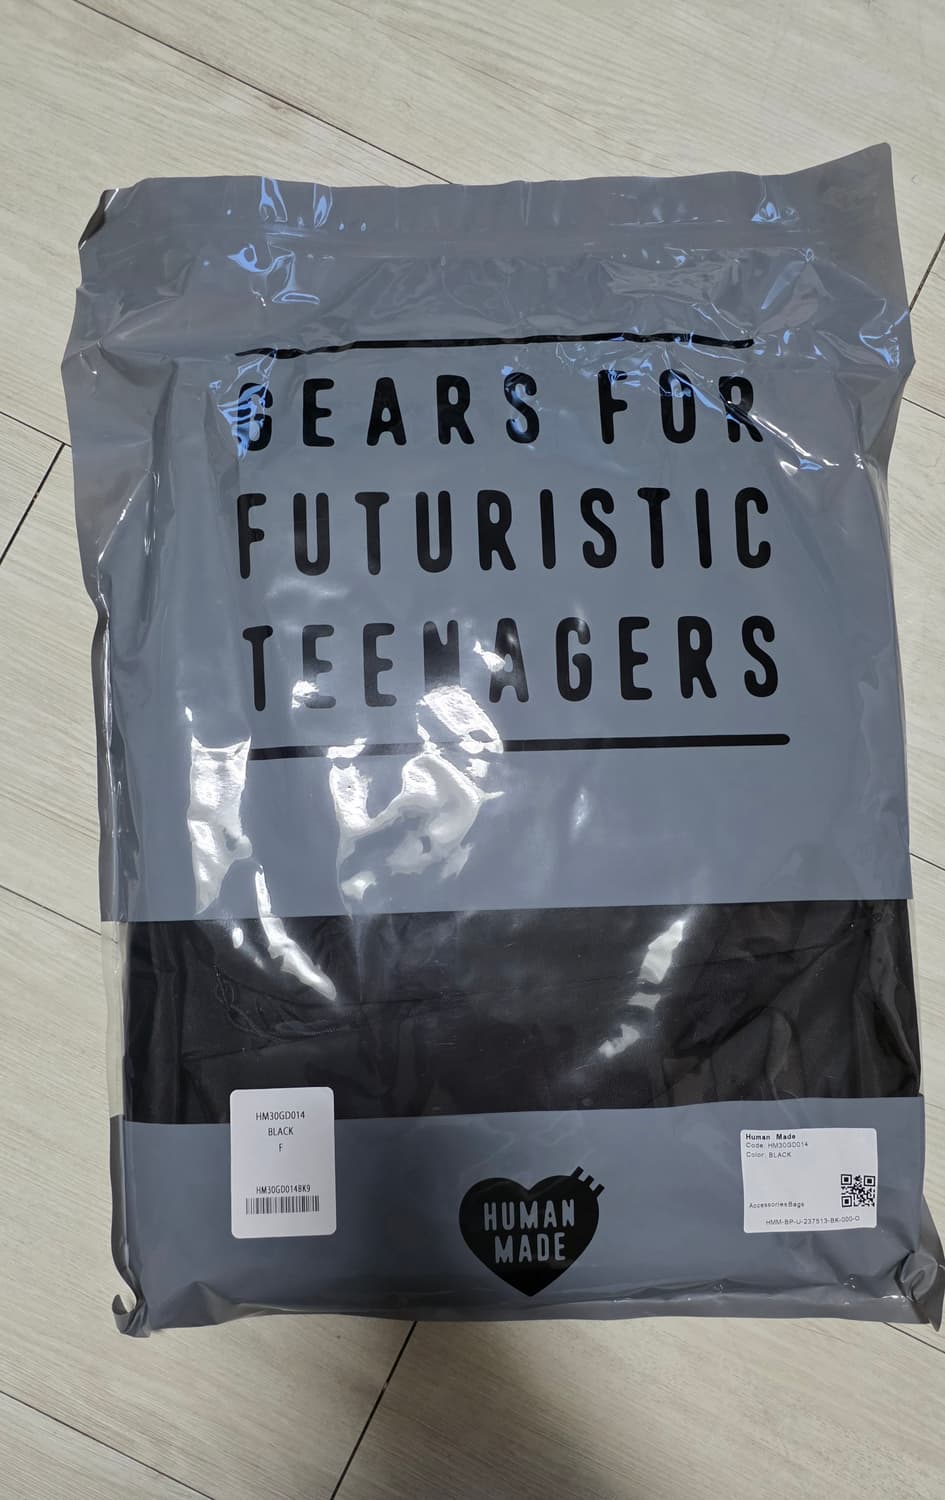 GEARS FOR
FUTURISTIC
TEENAGERS
HM30GD014
BLACK
F
HM30GD014BK9
HUMAN
MADE
Human Made
Code: HM30GD014
Color: BLACK
AccessoriesBags
HMM-BP-U-237513-BK-000-O